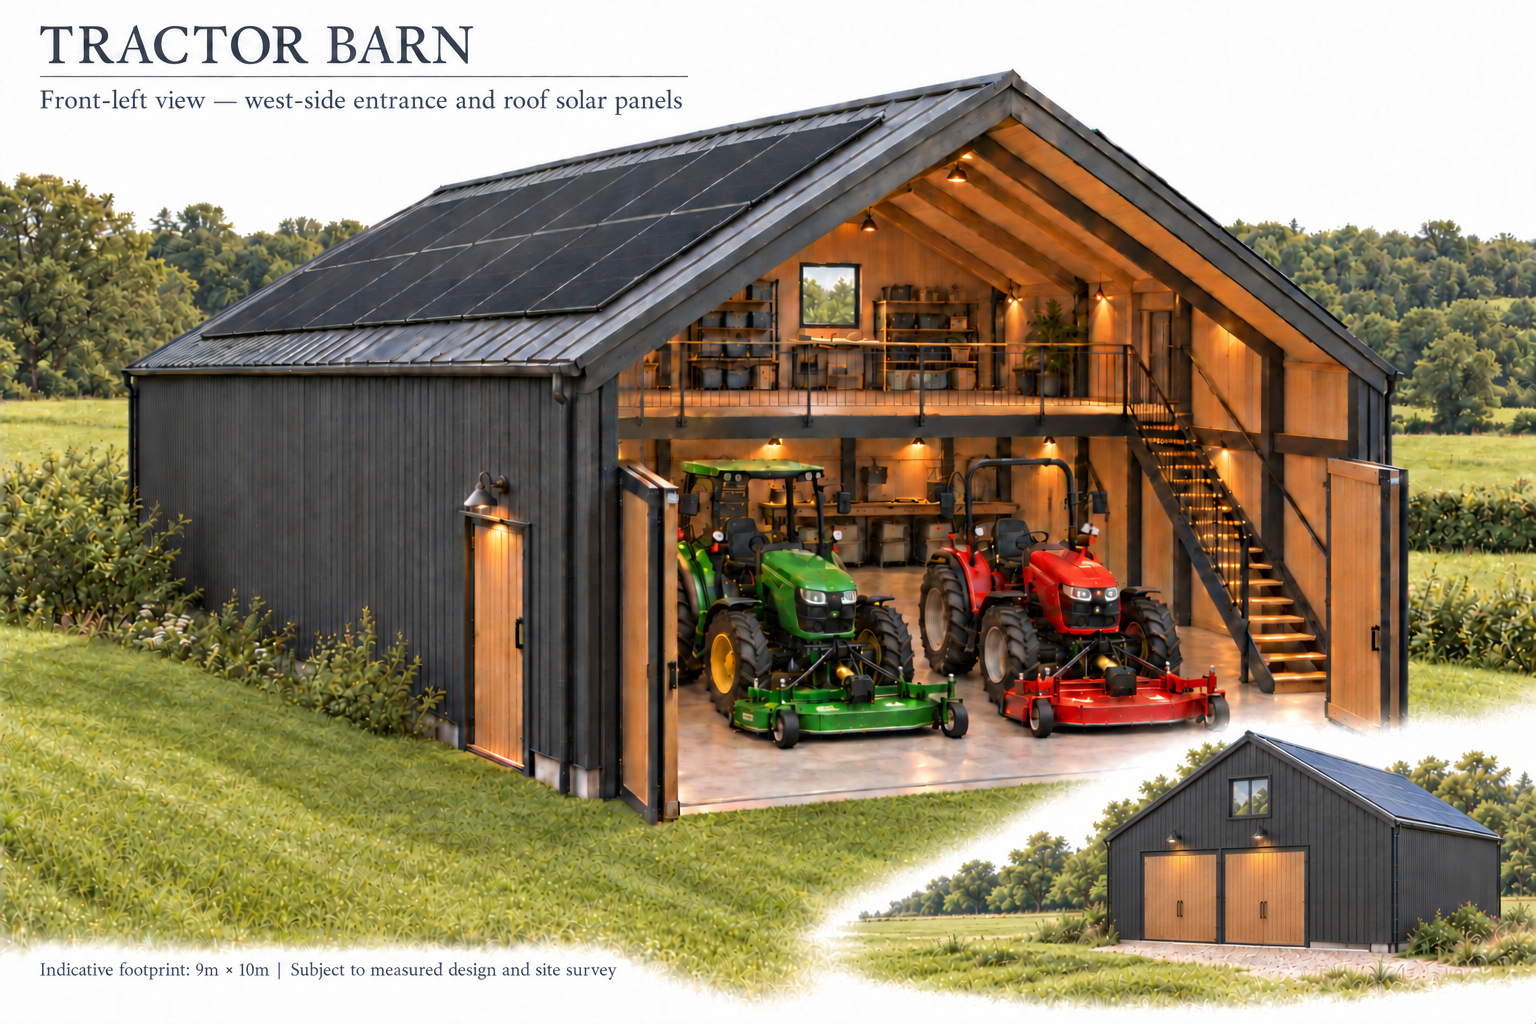 TRACTOR BARN
Front-left view — west-side entrance and roof solar panels
Indicative footprint: 9m × 10m | Subject to measured design and site survey